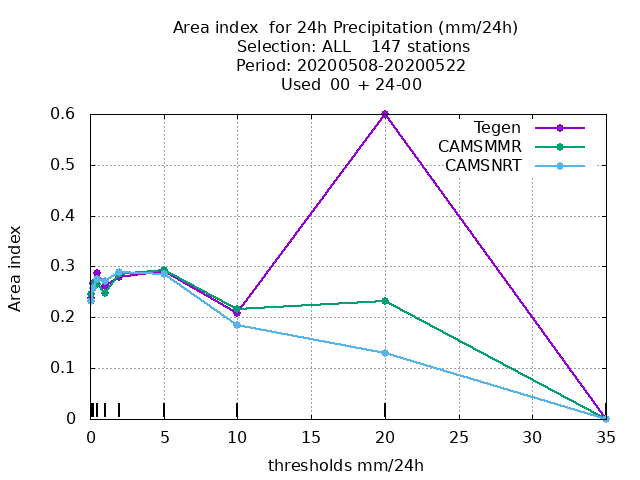 Area index  for 24h Precipitation (mm/24h)
Selection: ALL    147 stations
Period: 20200508-20200522
Used  00 + 24-00
Tegen
CAMSMMR
CAMSNRT
0.6
0.5
0.4
0.3
0.2
0.1
0
Area index
0 5 10 15 20 25 30 35
thresholds mm/24h